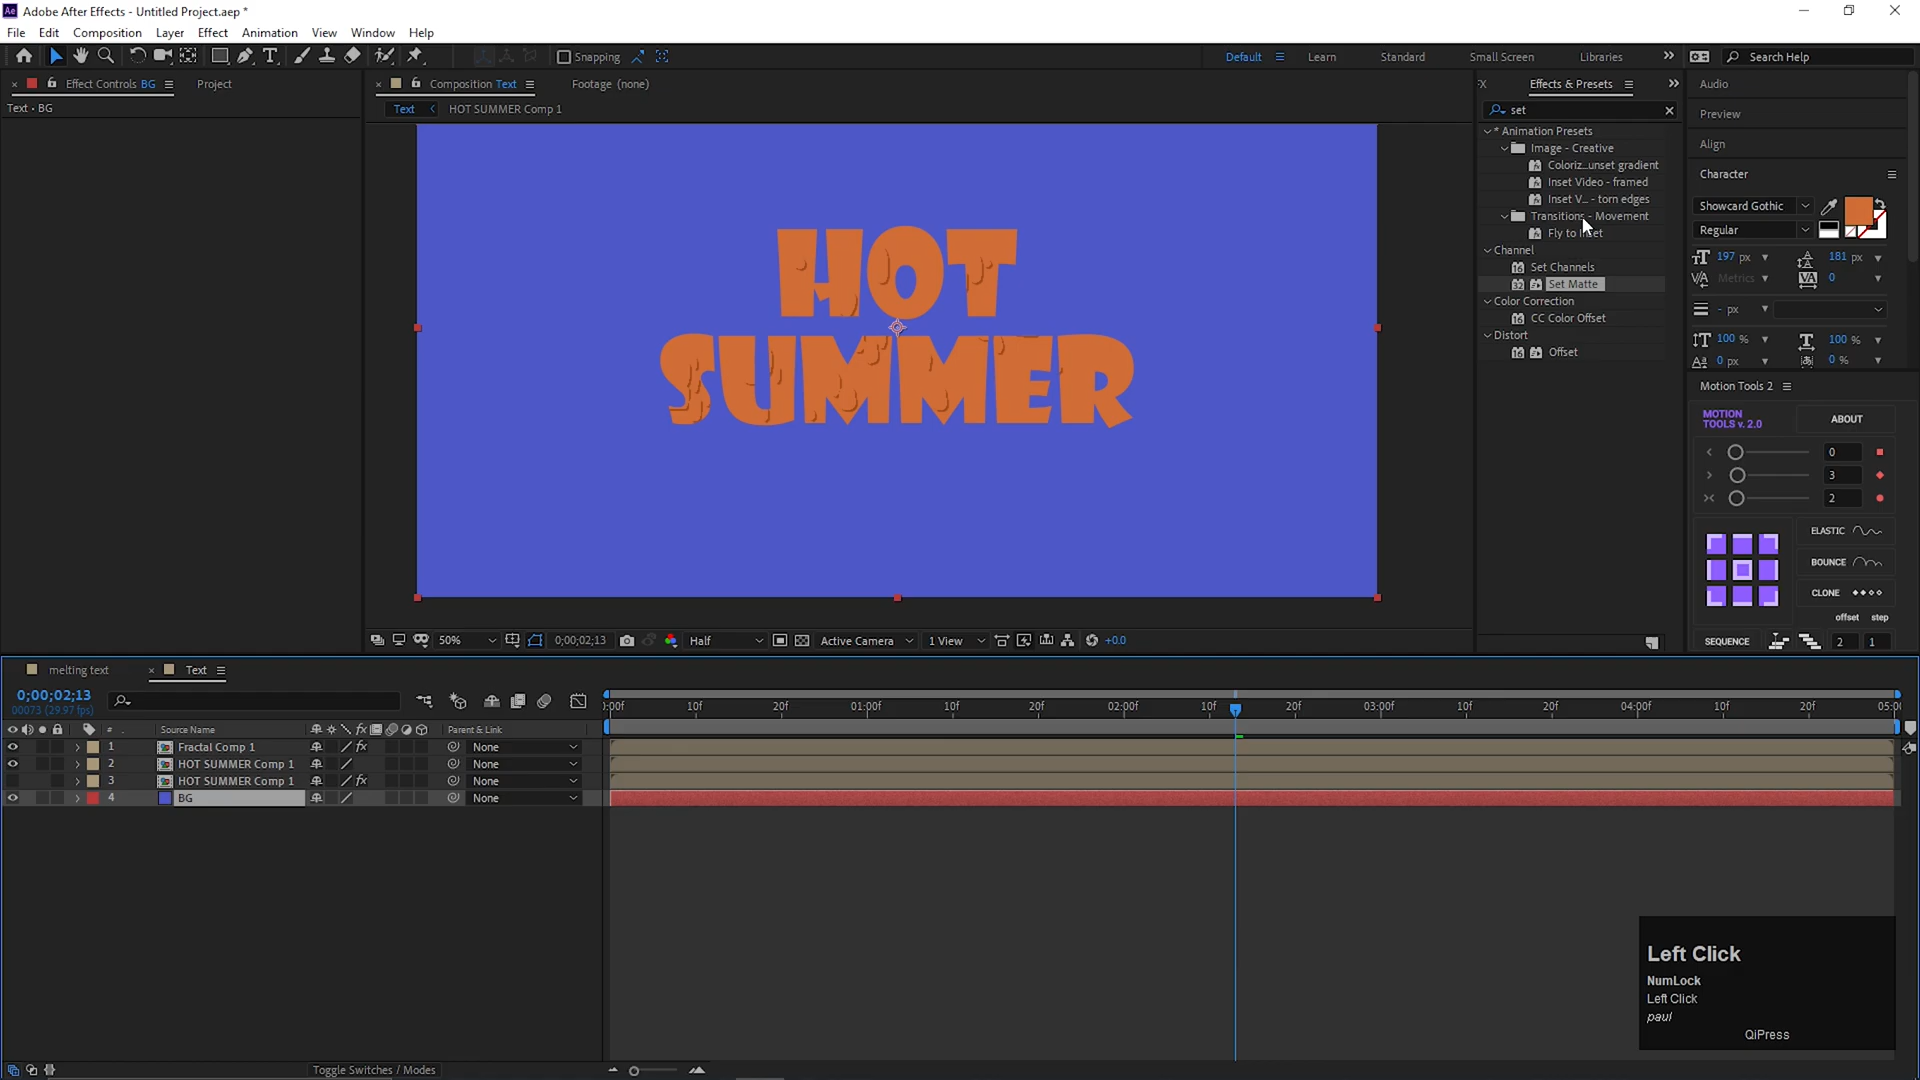 Adobe After Effects - Untitled Project.aep *
File Edit Composition Layer Effect Animation View Window Help
Snapping Default Learn Standard Small Screen Libraries Search Help
Effect Controls BG Project
Composition Text Footage (none)
Effects & Presets
Audio
Text • BG
Text HOT SUMMER Comp 1
set
Preview
* Animation Presets
Image - Creative
Coloriz...unset gradient
Inset Video - framed
Inset V... - torn edges
Transitions - Movement
Fly to Inset
Channel
Set Channels
Set Matte
Color Correction
CC Color Offset
Distort
Offset
Align
Character
Showcard Gothic
Regular
197 px 181 px
Metrics 0
- px
100 % 100 %
0 px 0 %
HOT
SUMMER
Motion Tools 2
MOTION
TOOLS v. 2.0
ABOUT
0
3
2
ELASTIC
BOUNCE
CLONE
offset step
SEQUENCE 2 1
50% 0;00;02;13 Half Active Camera 1 View +0.0
melting text Text
0;00;02;13
00073 (29.97 fps)
:00f 10f 20f 01:00f 10f 20f 02:00f 10f 20f 03:00f 10f 20f 04:00f 10f 20f 05:0
# Source Name Parent & Link
1 Fractal Comp 1 None
2 HOT SUMMER Comp 1 None
3 HOT SUMMER Comp 1 None
4 BG None
Left Click
NumLock
Left Click
paul
QiPress
Toggle Switches / Modes